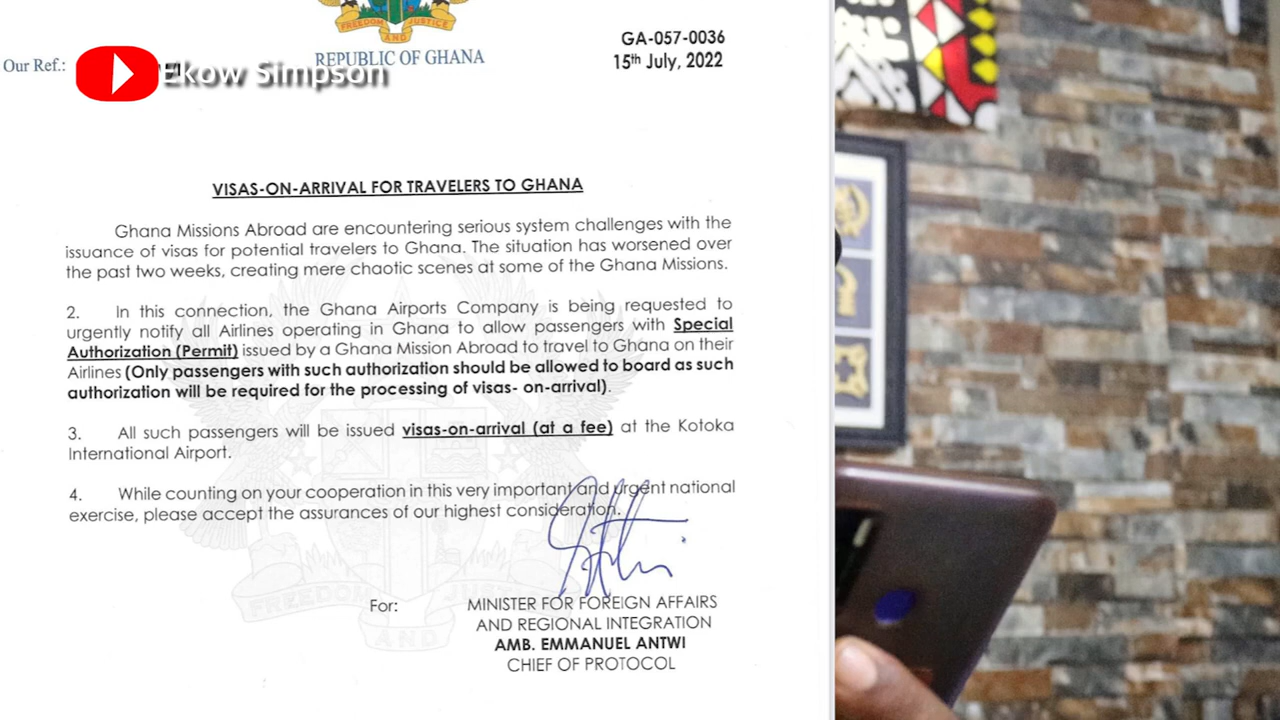 FREEDOM AND JUSTICE
REPUBLIC OF GHANA
Our Ref.:
Ekow Simpson
GA-057-0036
15th July, 2022
VISAS-ON-ARRIVAL FOR TRAVELERS TO GHANA
Ghana Missions Abroad are encountering serious system challenges with the
issuance of visas for potential travelers to Ghana. The situation has worsened over
the past two weeks, creating mere chaotic scenes at some of the Ghana Missions.
2. In this connection, the Ghana Airports Company is being requested to
urgently notify all Airlines operating in Ghana to allow passengers with Special
Authorization (Permit) issued by a Ghana Mission Abroad to travel to Ghana on their
Airlines (Only passengers with such authorization should be allowed to board as such
authorization will be required for the processing of visas- on-arrival).
3. All such passengers will be issued visas-on-arrival (at a fee) at the Kotoka
International Airport.
4. While counting on your cooperation in this very important and urgent national
exercise, please accept the assurances of our highest consideration.
FREEDOM AND JUSTICE
For: MINISTER FOR FOREIGN AFFAIRS
AND REGIONAL INTEGRATION
AMB. EMMANUEL ANTWI
CHIEF OF PROTOCOL